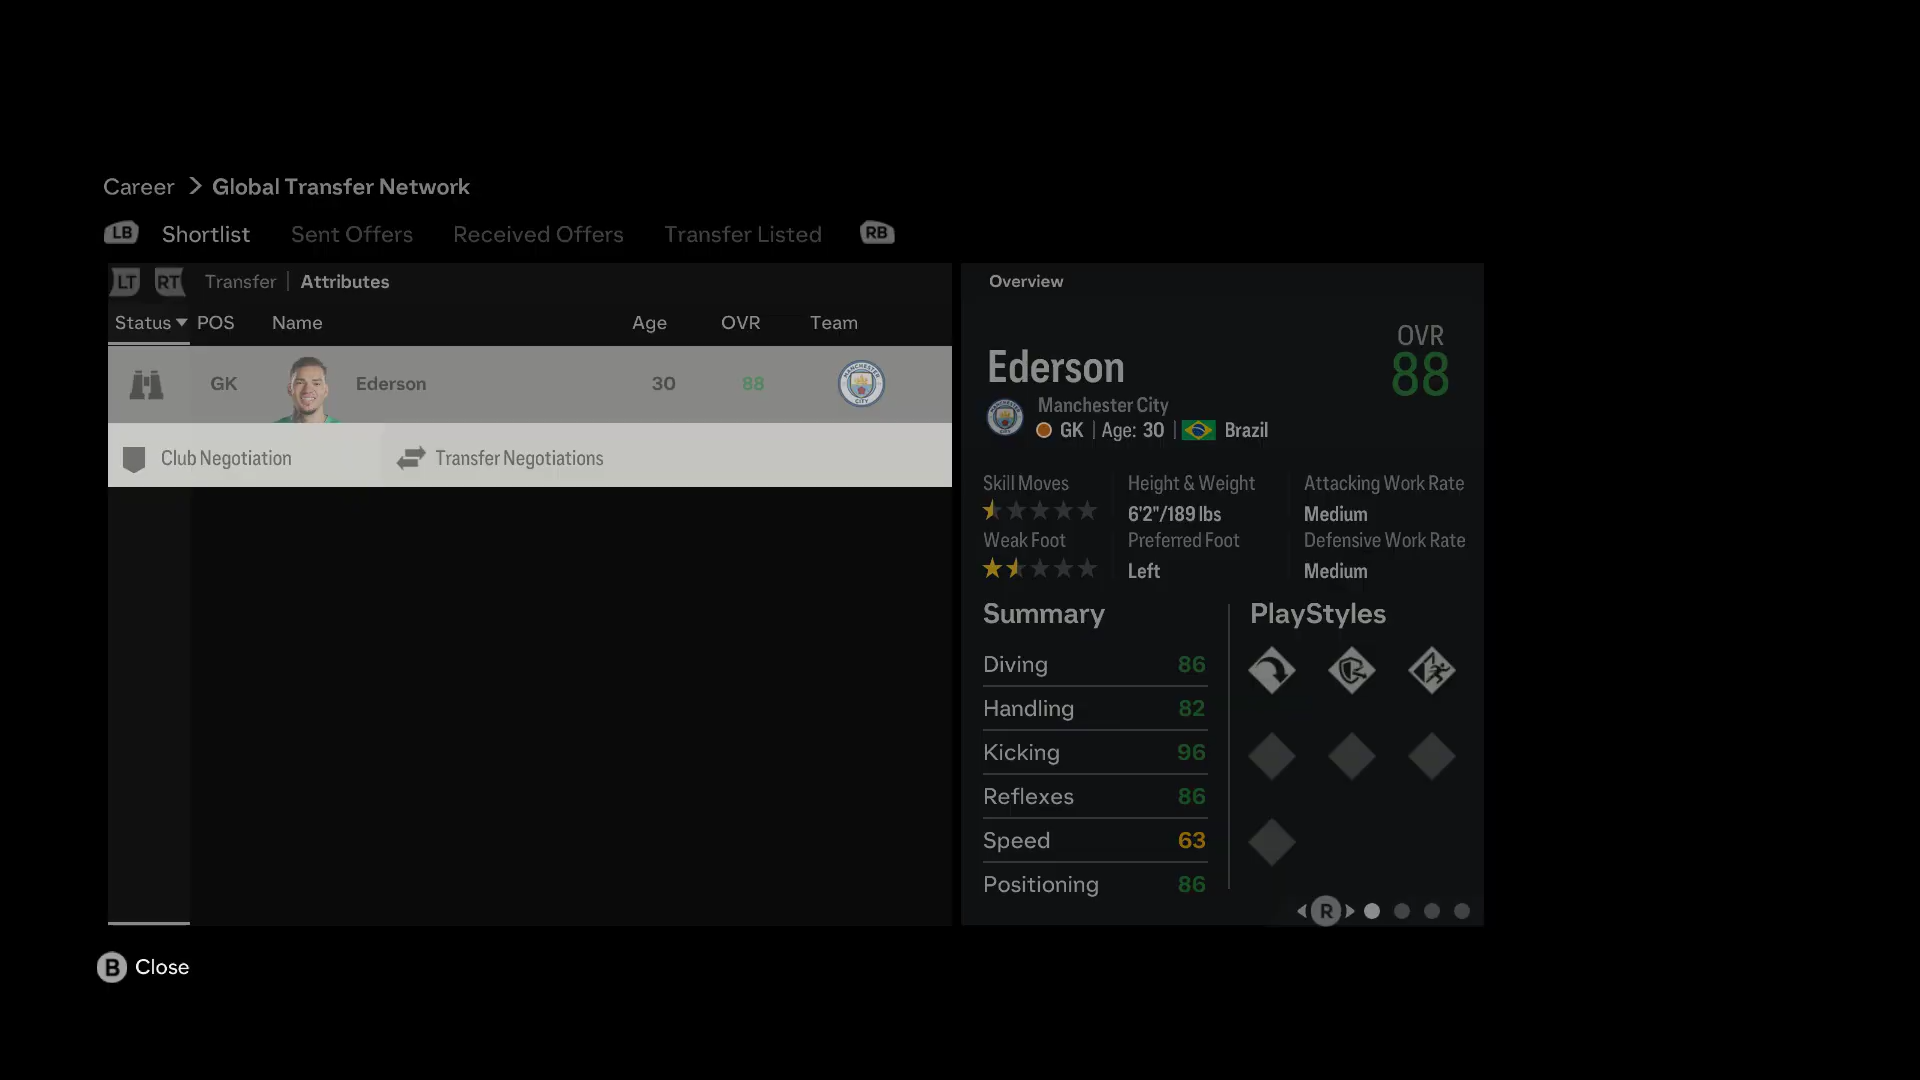 Career > Global Transfer Network
LB Shortlist Sent Offers Received Offers Transfer Listed RB
LT RT Transfer | Attributes
Status POS Name Age OVR Team
GK Ederson 30 88
MANCHESTER CITY
Club Negotiation Transfer Negotiations
Overview
OVR
Ederson 88
Manchester City
GK | Age: 30 | Brazil
Skill Moves Height & Weight Attacking Work Rate
6'2"/189 lbs Medium
Weak Foot Preferred Foot Defensive Work Rate
Left Medium
Summary PlayStyles
Diving 86
Handling 82
Kicking 96
Reflexes 86
Speed 63
Positioning 86
R
B Close